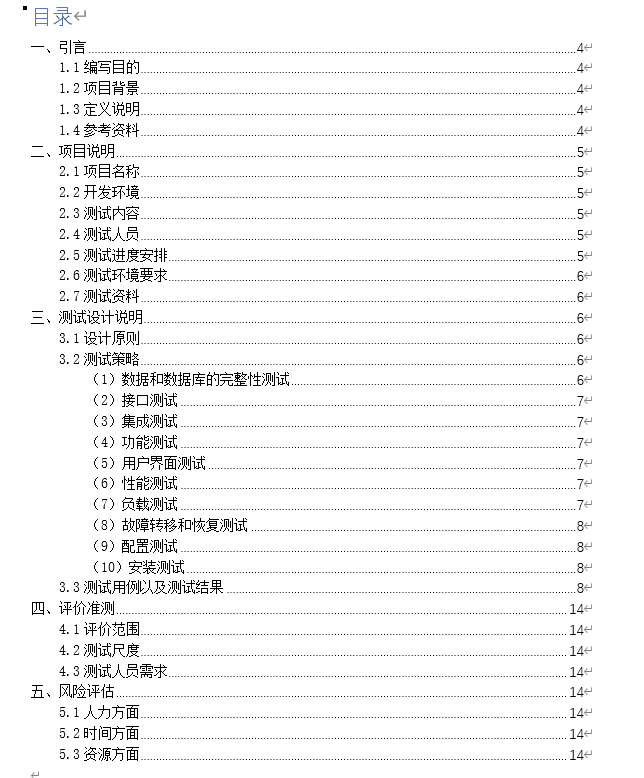 目录
一、引言 4
1.1 编写目的 4
1.2 项目背景 4
1.3 定义说明 4
1.4 参考资料 4
二、项目说明 5
2.1 项目名称 5
2.2 开发环境 5
2.3 测试内容 5
2.4 测试人员 5
2.5 测试进度安排 5
2.6 测试环境要求 6
2.7 测试资料 6
三、测试设计说明 6
3.1 设计原则 6
3.2 测试策略 6
（1）数据和数据库的完整性测试 6
（2）接口测试 7
（3）集成测试 7
（4）功能测试 7
（5）用户界面测试 7
（6）性能测试 7
（7）负载测试 7
（8）故障转移和恢复测试 8
（9）配置测试 8
（10）安装测试 8
3.3 测试用例以及测试结果 8
四、评价准测 14
4.1 评价范围 14
4.2 测试尺度 14
4.3 测试人员需求 14
五、风险评估 14
5.1 人力方面 14
5.2 时间方面 14
5.3 资源方面 14